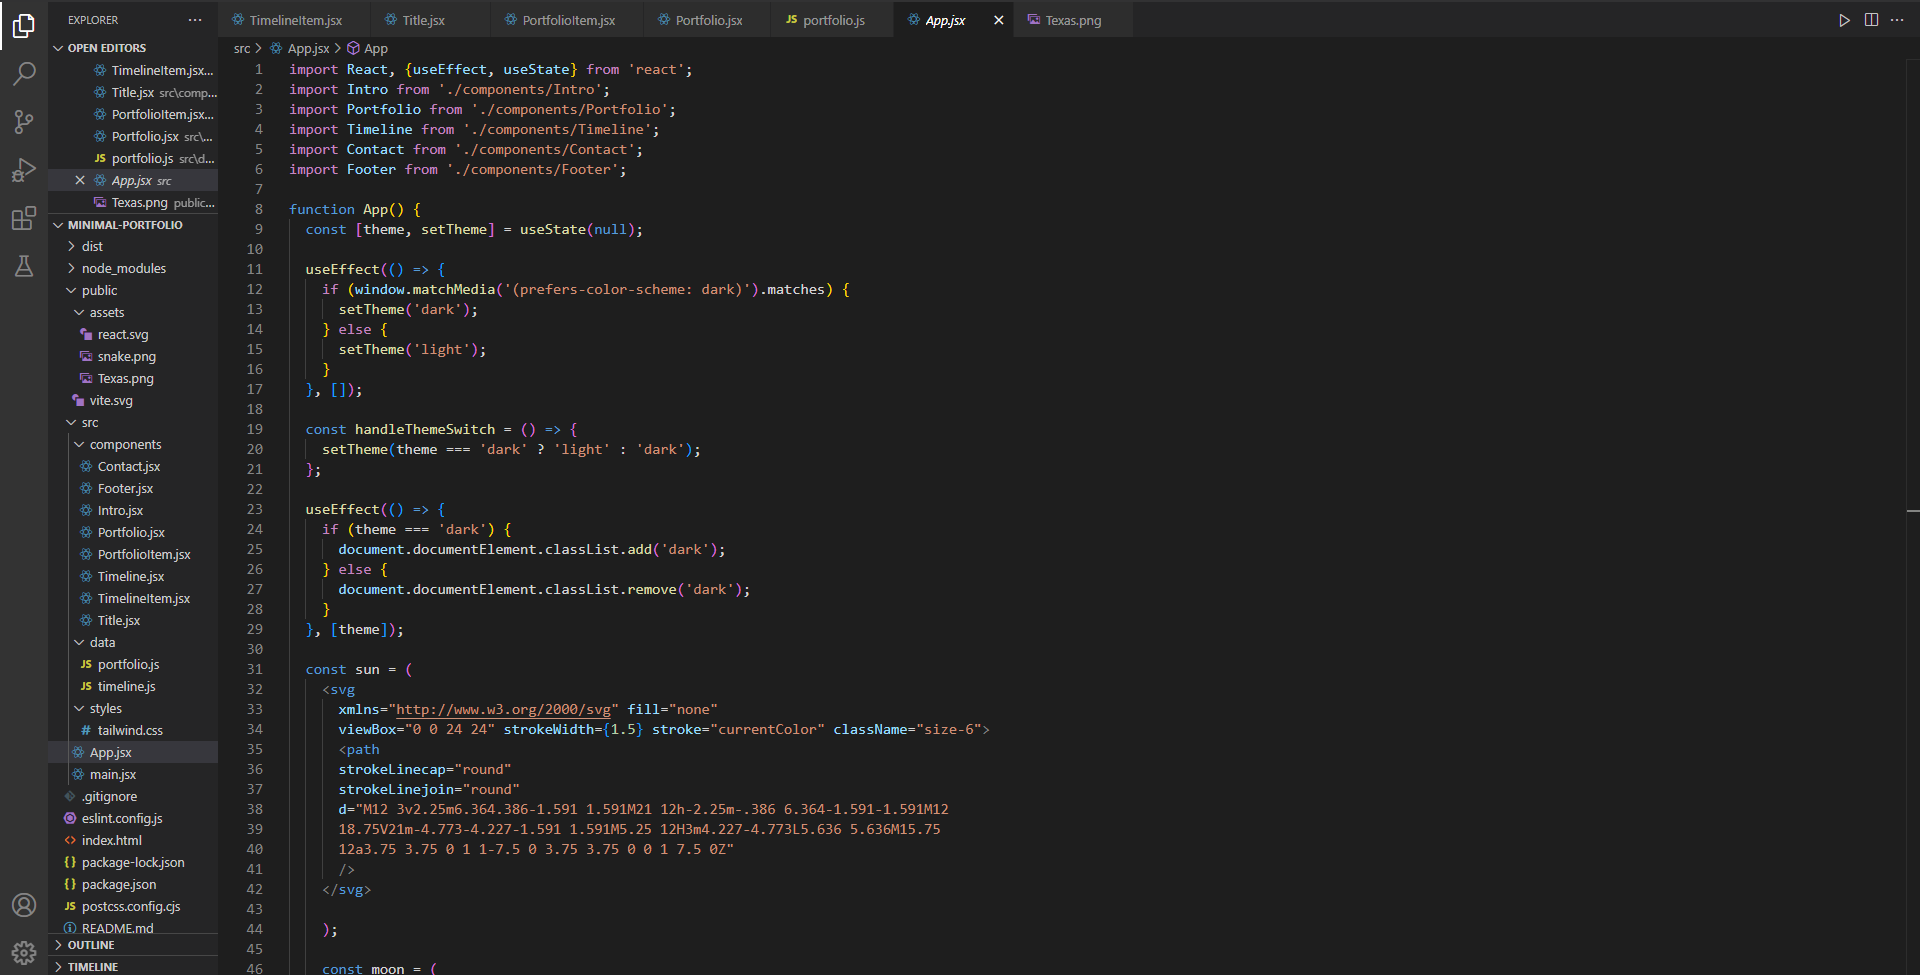 EXPLORER
OPEN EDITORS
TimelineItem.jsx...
Title.jsx src\comp...
PortfolioItem.jsx...
Portfolio.jsx src\...
JS portfolio.js src\d...
App.jsx src
Texas.png public...
MINIMAL-PORTFOLIO
dist
node_modules
public
assets
react.svg
snake.png
Texas.png
vite.svg
src
components
Contact.jsx
Footer.jsx
Intro.jsx
Portfolio.jsx
PortfolioItem.jsx
Timeline.jsx
TimelineItem.jsx
Title.jsx
data
JS portfolio.js
JS timeline.js
styles
# tailwind.css
App.jsx
main.jsx
.gitignore
eslint.config.js
index.html
{} package-lock.json
{} package.json
JS postcss.config.cjs
README.md
OUTLINE
TIMELINE
TimelineItem.jsx Title.jsx PortfolioItem.jsx Portfolio.jsx JS portfolio.js App.jsx Texas.png
src > App.jsx > App
1 import React, {useEffect, useState} from 'react';
2 import Intro from './components/Intro';
3 import Portfolio from './components/Portfolio';
4 import Timeline from './components/Timeline';
5 import Contact from './components/Contact';
6 import Footer from './components/Footer';
7
8 function App() {
9 const [theme, setTheme] = useState(null);
10
11 useEffect(() => {
12 if (window.matchMedia('(prefers-color-scheme: dark)').matches) {
13 setTheme('dark');
14 } else {
15 setTheme('light');
16 }
17 }, []);
18
19 const handleThemeSwitch = () => {
20 setTheme(theme === 'dark' ? 'light' : 'dark');
21 };
22
23 useEffect(() => {
24 if (theme === 'dark') {
25 document.documentElement.classList.add('dark');
26 } else {
27 document.documentElement.classList.remove('dark');
28 }
29 }, [theme]);
30
31 const sun = (
32 <svg
33 xmlns="http://www.w3.org/2000/svg" fill="none"
34 viewBox="0 0 24 24" strokeWidth={1.5} stroke="currentColor" className="size-6">
35 <path
36 strokeLinecap="round"
37 strokeLinejoin="round"
38 d="M12 3v2.25m6.364.386-1.591 1.591M21 12h-2.25m-.386 6.364-1.591-1.591M12
39 18.75V21m-4.773-4.227-1.591 1.591M5.25 12H3m4.227-4.773L5.636 5.636M15.75
40 12a3.75 3.75 0 1 1-7.5 0 3.75 3.75 0 0 1 7.5 0Z"
41 />
42 </svg>
43
44 );
45
46 const moon = (